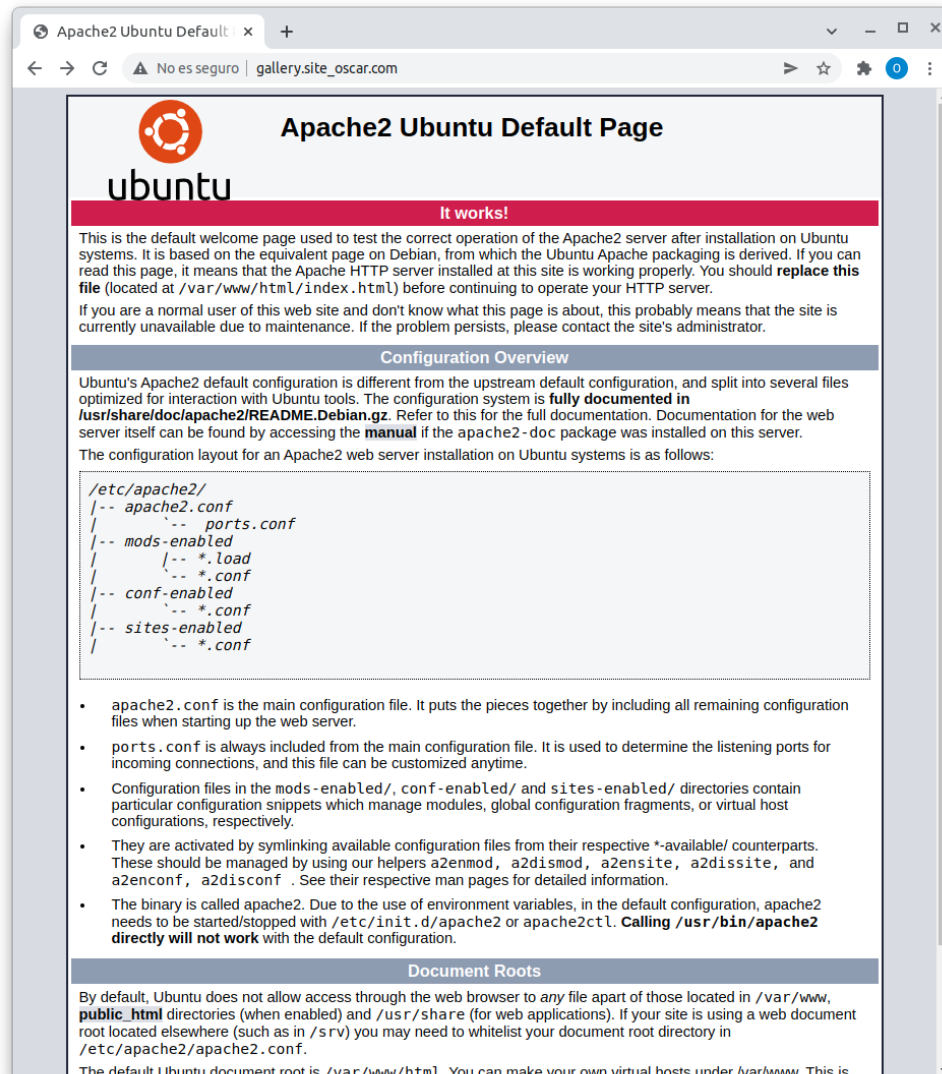 Apache2 Ubuntu Default
No es seguro gallery.site_oscar.com
O
Apache2 Ubuntu Default Page
ubuntu
It works!
This is the default welcome page used to test the correct operation of the Apache2 server after installation on Ubuntu
systems. It is based on the equivalent page on Debian, from which the Ubuntu Apache packaging is derived. If you can
read this page, it means that the Apache HTTP server installed at this site is working properly. You should replace this
file (located at /var/www/html/index.html) before continuing to operate your HTTP server.
If you are a normal user of this web site and don't know what this page is about, this probably means that the site is
currently unavailable due to maintenance. If the problem persists, please contact the site's administrator.
Configuration Overview
Ubuntu's Apache2 default configuration is different from the upstream default configuration, and split into several files
optimized for interaction with Ubuntu tools. The configuration system is fully documented in
/usr/share/doc/apache2/README.Debian.gz. Refer to this for the full documentation. Documentation for the web
server itself can be found by accessing the manual if the apache2-doc package was installed on this server.
The configuration layout for an Apache2 web server installation on Ubuntu systems is as follows:
/etc/apache2/
|-- apache2.conf
|       `--  ports.conf
|-- mods-enabled
|       |-- *.load
|       `-- *.conf
|-- conf-enabled
|       `-- *.conf
|-- sites-enabled
|       `-- *.conf
• apache2.conf is the main configuration file. It puts the pieces together by including all remaining configuration
files when starting up the web server.
• ports.conf is always included from the main configuration file. It is used to determine the listening ports for
incoming connections, and this file can be customized anytime.
• Configuration files in the mods-enabled/, conf-enabled/ and sites-enabled/ directories contain
particular configuration snippets which manage modules, global configuration fragments, or virtual host
configurations, respectively.
• They are activated by symlinking available configuration files from their respective *-available/ counterparts.
These should be managed by using our helpers a2enmod, a2dismod, a2ensite, a2dissite, and
a2enconf, a2disconf . See their respective man pages for detailed information.
• The binary is called apache2. Due to the use of environment variables, in the default configuration, apache2
needs to be started/stopped with /etc/init.d/apache2 or apache2ctl. Calling /usr/bin/apache2
directly will not work with the default configuration.
Document Roots
By default, Ubuntu does not allow access through the web browser to any file apart of those located in /var/www,
public_html directories (when enabled) and /usr/share (for web applications). If your site is using a web document
root located elsewhere (such as in /srv) you may need to whitelist your document root directory in
/etc/apache2/apache2.conf.
The default Ubuntu document root is /var/www/html. You can make your own virtual hosts under /var/www. This is